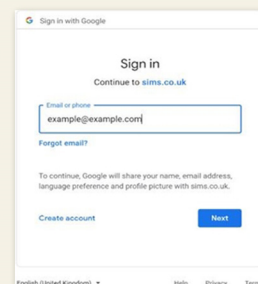 Sign in with Google
Sign in
Continue to sims.co.uk
Email or phone
example@example.com
Forgot email?
To continue, Google will share your name, email address,
language preference and profile picture with sims.co.uk.
Create account
Next
English (United Kingdom)
Help
Privacy